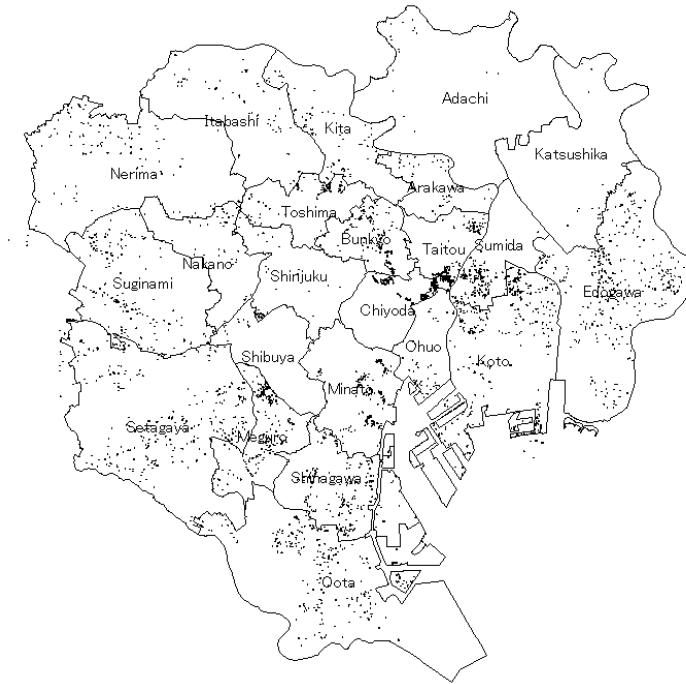 Adachi
Itabashi
Kita
Katsushika
Nerima
Arakawa
Toshima
Bunkyo
Taitou
Sumida
Nakano
Shinjuku
Suginami
Edogawa
Chiyoda
Ohuo
Shibuya
Koto
Minato
Setagaya
Meguro
Shinagawa
Oota